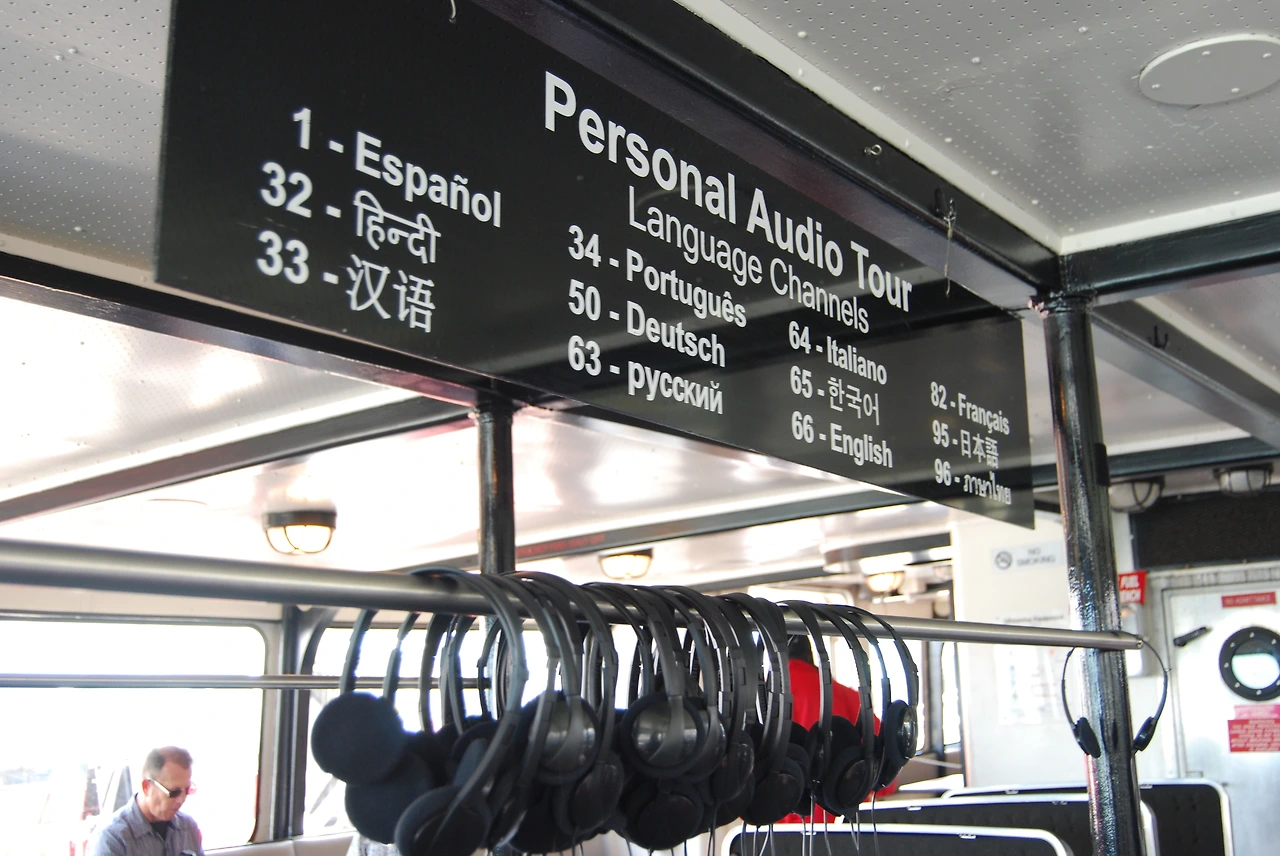 Personal Audio Tour
Language Channels
1 - Español
32 - हिन्दी
33 - 汉语
34 - Português
50 - Deutsch
63 - русский
64 - Italiano
65 - 한국어
66 - English
82 - Français
95 - 日本語
96 - ภาษาไทย
NO
SMOKING
FUEL